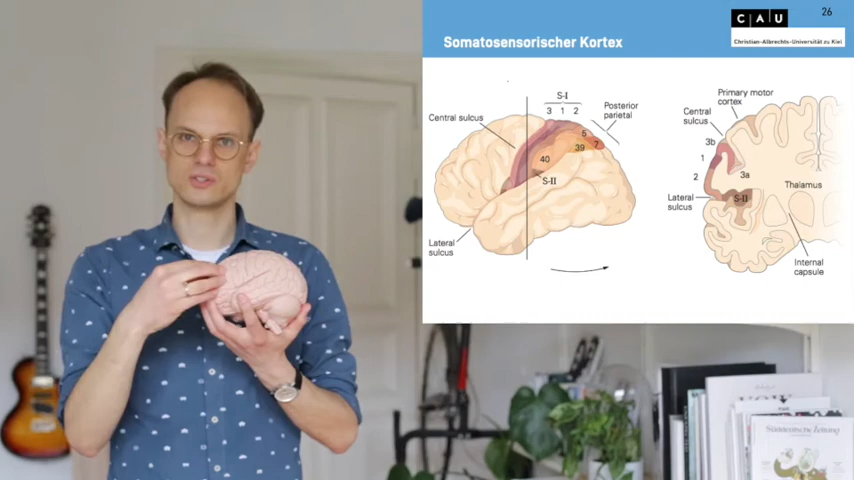 26
CAU
Christian-Albrechts-Universität zu Kiel
Somatosensorischer Kortex
S-I
3 1 2
Posterior
parietal
Central sulcus
5
7
39
40
S-II
Lateral
sulcus
Primary motor
cortex
Central
sulcus
3b
1
3a
2
Thalamus
S-II
Lateral
sulcus
Internal
capsule
Süddeutsche